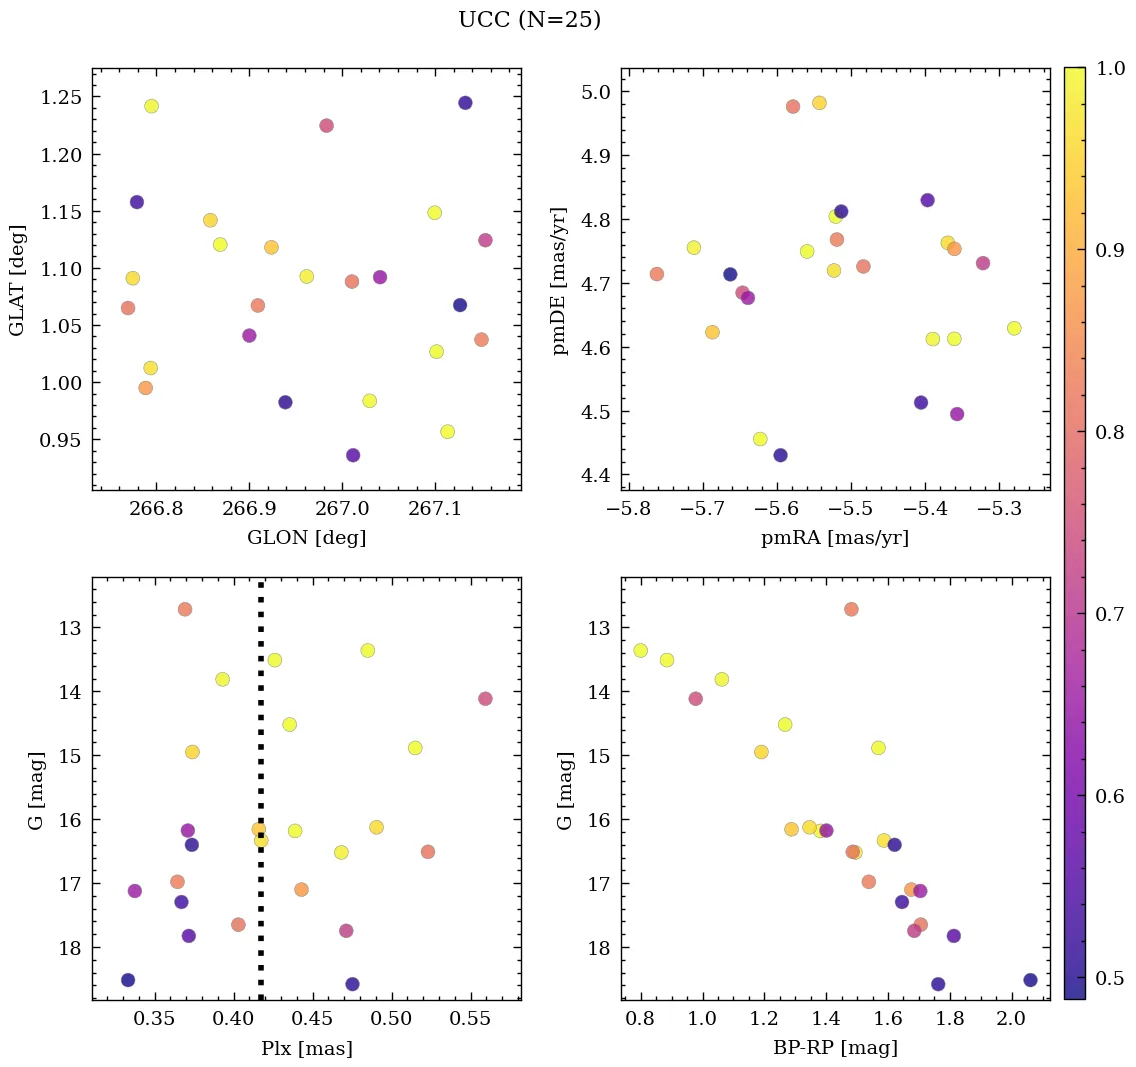 UCC (N=25)
1.25
1.20
1.15
1.10
1.05
1.00
0.95
GLAT [deg]
266.8 266.9 267.0 267.1
GLON [deg]
5.0
4.9
4.8
4.7
4.6
4.5
4.4
pmDE [mas/yr]
−5.8 −5.7 −5.6 −5.5 −5.4 −5.3
pmRA [mas/yr]
13
14
15
16
17
18
G [mag]
0.35 0.40 0.45 0.50 0.55
Plx [mas]
13
14
15
16
17
18
G [mag]
0.8 1.0 1.2 1.4 1.6 1.8 2.0
BP-RP [mag]
1.0
0.9
0.8
0.7
0.6
0.5